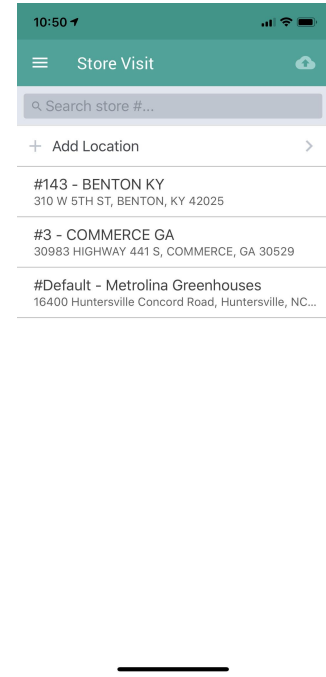 10:50
Store Visit
Search store #...
Add Location
#143 - BENTON KY
310 W 5TH ST, BENTON, KY 42025
#3 - COMMERCE GA
30983 HIGHWAY 441 S, COMMERCE, GA 30529
#Default - Metrolina Greenhouses
16400 Huntersville Concord Road, Huntersville, NC...